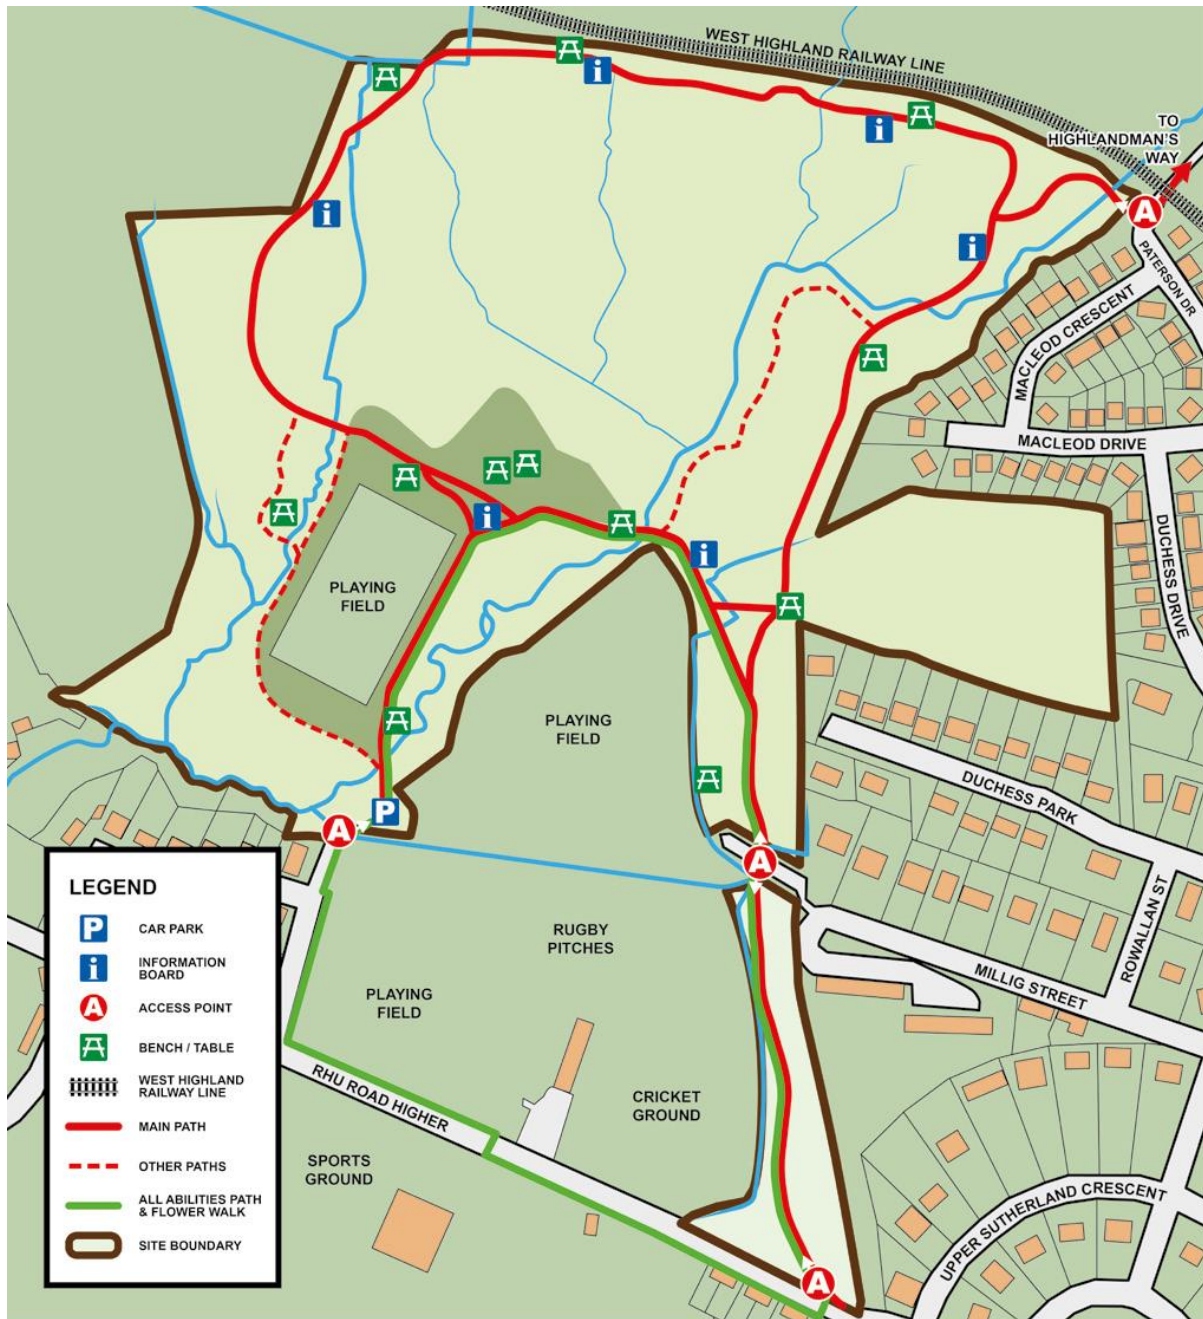 WEST HIGHLAND RAILWAY LINE
i
TO
HIGHLANDMAN'S
WAY
A
i
i
i
PATERSON DR
MACLEOD CRESCENT
MACLEOD DRIVE
DUCHESS DRIVE
i
i
PLAYING
FIELD
PLAYING
FIELD
DUCHESS PARK
P
A
A
ROWALLAN ST
MILLIG STREET
RUGBY
PITCHES
PLAYING
FIELD
CRICKET
GROUND
RHU ROAD HIGHER
SPORTS
GROUND
UPPER SUTHERLAND CRESCENT
A
LEGEND
P CAR PARK
i INFORMATION
BOARD
A ACCESS POINT
BENCH / TABLE
WEST HIGHLAND
RAILWAY LINE
MAIN PATH
OTHER PATHS
ALL ABILITIES PATH
& FLOWER WALK
SITE BOUNDARY